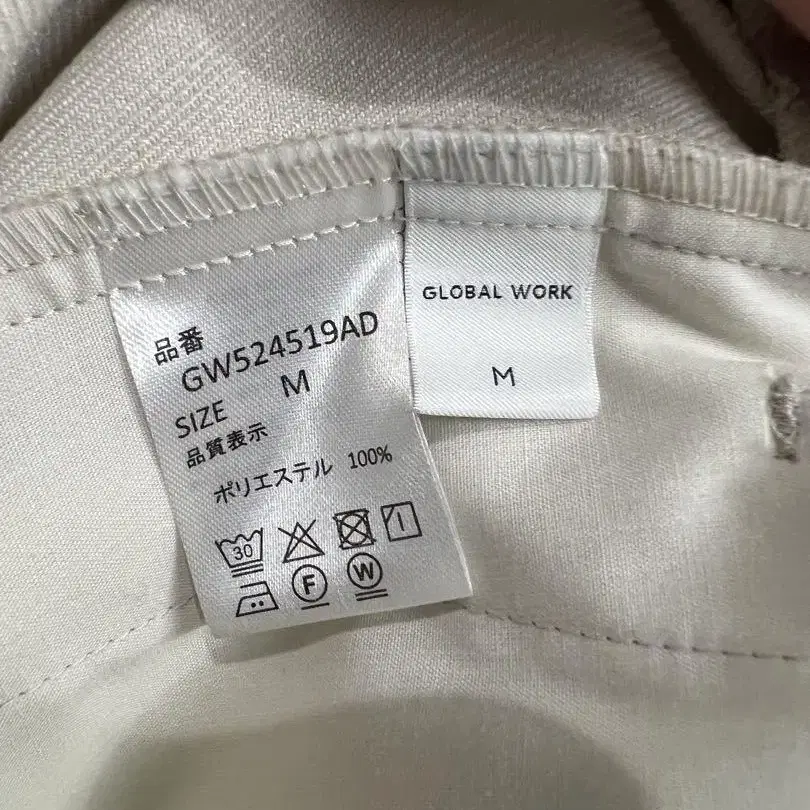 品番
GW524519AD
SIZE M
品質表示
ポリエステル 100%
30
F W
GLOBAL WORK
M